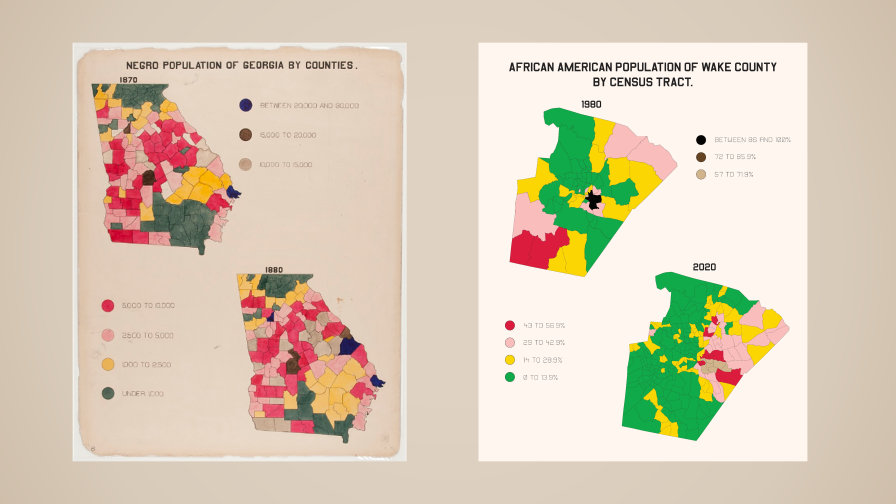 NEGRO POPULATION OF GEORGIA BY COUNTIES.
1870
BETWEEN 20,000 AND 30,000
15,000 TO 20,000
10,000 TO 15,000
1880
5,000 TO 10,000
2,500 TO 5,000
1,000 TO 2,500
UNDER 1,000
AFRICAN AMERICAN POPULATION OF WAKE COUNTY
BY CENSUS TRACT.
1980
BETWEEN 86 AND 100%
72 TO 85.9%
57 TO 71.9%
2020
43 TO 56.9%
29 TO 42.9%
14 TO 28.9%
0 TO 13.9%